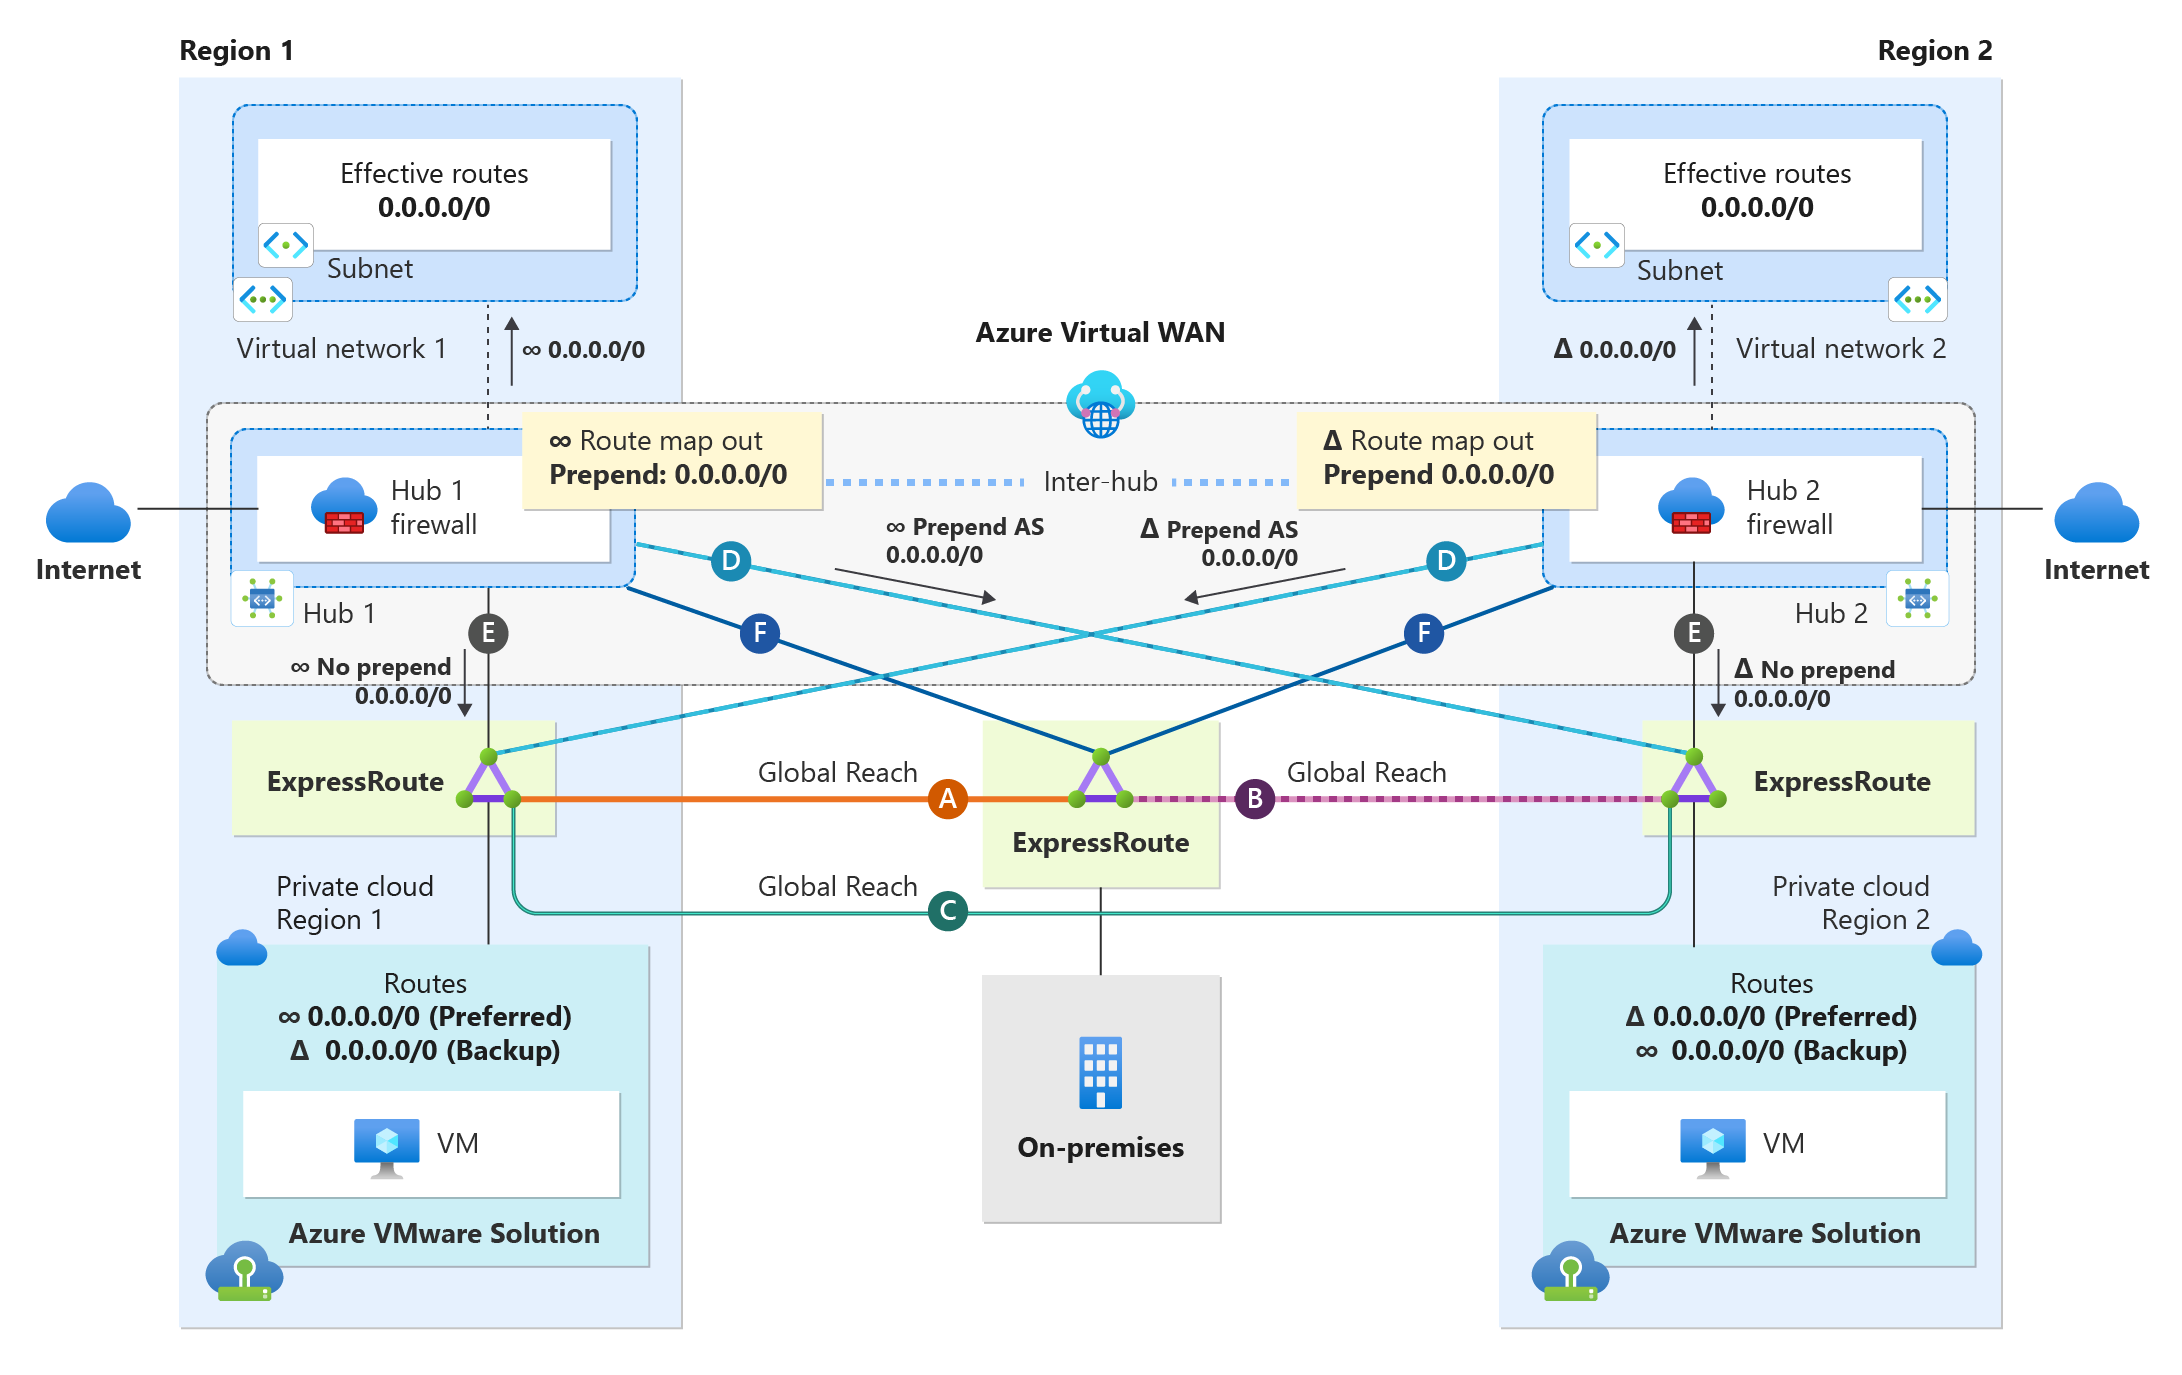 Region 1
Region 2
Effective routes
0.0.0.0/0
Subnet
Virtual network 1
∞ 0.0.0.0/0
Effective routes
0.0.0.0/0
Subnet
Δ 0.0.0.0/0
Virtual network 2
Azure Virtual WAN
∞ Route map out
Prepend: 0.0.0.0/0
Inter-hub
Δ Route map out
Prepend 0.0.0.0/0
Internet
Hub 1
firewall
Hub 1
Hub 2
firewall
Hub 2
Internet
D
∞ Prepend AS
0.0.0.0/0
Δ Prepend AS
0.0.0.0/0
D
E
F
F
E
∞ No prepend
0.0.0.0/0
Δ No prepend
0.0.0.0/0
ExpressRoute
Global Reach
A
ExpressRoute
Global Reach
B
ExpressRoute
Global Reach
C
Private cloud
Region 1
Private cloud
Region 2
Routes
∞ 0.0.0.0/0 (Preferred)
Δ 0.0.0.0/0 (Backup)
VM
Azure VMware Solution
On-premises
Routes
Δ 0.0.0.0/0 (Preferred)
∞ 0.0.0.0/0 (Backup)
VM
Azure VMware Solution